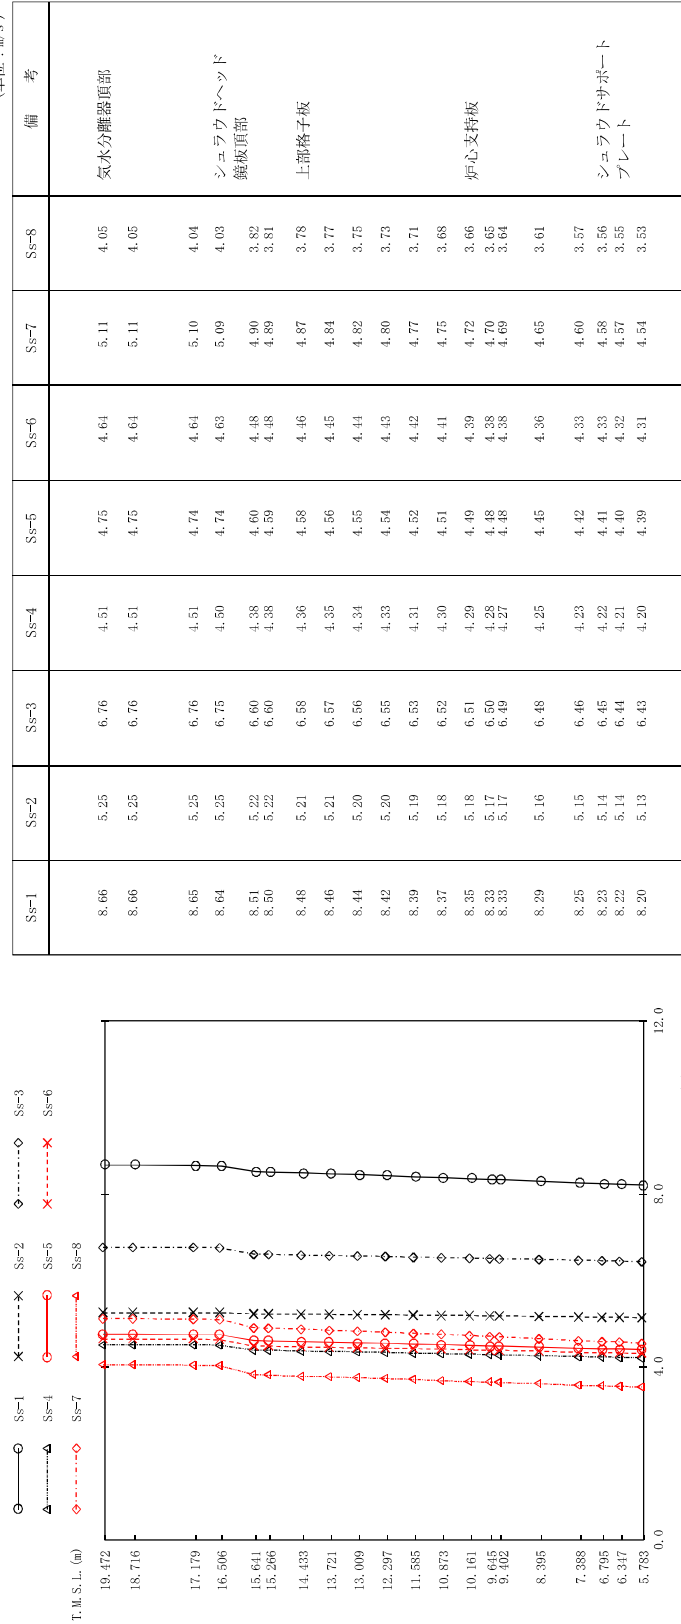 Ss-1 Ss-2 Ss-3
Ss-4 Ss-5 Ss-6
Ss-7 Ss-8
T.M.S.L.(m)
19.472
18.716
17.179
16.506
15.641
15.266
14.433
13.721
13.009
12.297
11.585
10.873
10.161
9.645
9.402
8.395
7.388
6.795
6.347
5.783
0.0 4.0 8.0 12.0
Ss-1 Ss-2 Ss-3 Ss-4 Ss-5 Ss-6 Ss-7 Ss-8 備 考
8.66 5.25 6.76 4.51 4.75 4.64 5.11 4.05 気水分離器頂部
8.66 5.25 6.76 4.51 4.75 4.64 5.11 4.05
8.65 5.25 6.76 4.51 4.74 4.64 5.10 4.04
8.64 5.25 6.75 4.50 4.74 4.63 5.09 4.03 シュラウドヘッド
鏡板頂部
8.51 5.22 6.60 4.38 4.60 4.48 4.90 3.82
8.50 5.22 6.60 4.38 4.59 4.48 4.89 3.81
8.48 5.21 6.58 4.36 4.58 4.46 4.87 3.78 上部格子板
8.46 5.21 6.57 4.35 4.56 4.45 4.84 3.77
8.44 5.20 6.56 4.34 4.55 4.44 4.82 3.75
8.42 5.20 6.55 4.33 4.54 4.43 4.80 3.73
8.39 5.19 6.53 4.31 4.52 4.42 4.77 3.71
8.37 5.18 6.52 4.30 4.51 4.41 4.75 3.68
8.35 5.18 6.51 4.29 4.49 4.39 4.72 3.66 炉心支持板
8.33 5.17 6.50 4.28 4.48 4.38 4.70 3.65
8.33 5.17 6.49 4.27 4.48 4.38 4.69 3.64
8.29 5.16 6.48 4.25 4.45 4.36 4.65 3.61
8.25 5.15 6.46 4.23 4.42 4.33 4.60 3.57
8.23 5.14 6.45 4.22 4.41 4.33 4.58 3.56 シュラウドサポート
8.22 5.14 6.44 4.21 4.40 4.32 4.57 3.55 プレート
8.20 5.13 6.43 4.20 4.39 4.31 4.54 3.53